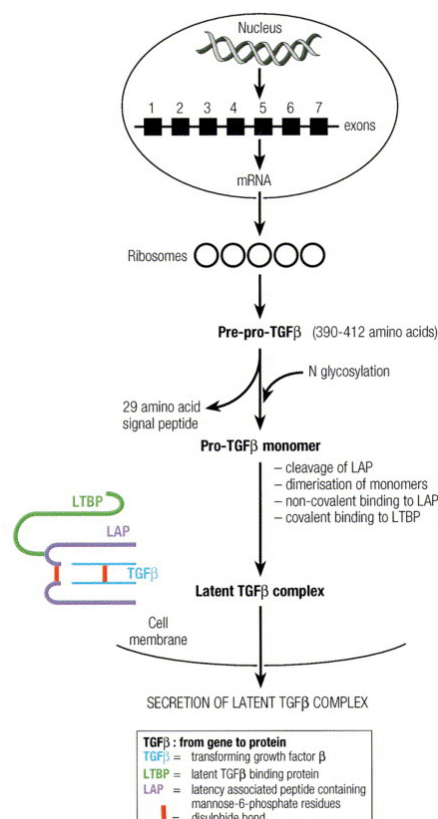 Nucleus
1 2 3 4 5 6 7
exons
mRNA
Ribosomes
Pre-pro-TGFβ (390-412 amino acids)
N glycosylation
29 amino acid
signal peptide
Pro-TGFβ monomer
– cleavage of LAP
– dimerisation of monomers
– non-covalent binding to LAP
– covalent binding to LTBP
LTBP
LAP
TGFβ
Latent TGFβ complex
Cell
membrane
SECRETION OF LATENT TGFβ COMPLEX
TGFβ : from gene to protein
TGFβ = transforming growth factor β
LTBP = latent TGFβ binding protein
LAP = latency associated peptide containing
mannose-6-phosphate residues
= disulphide bond